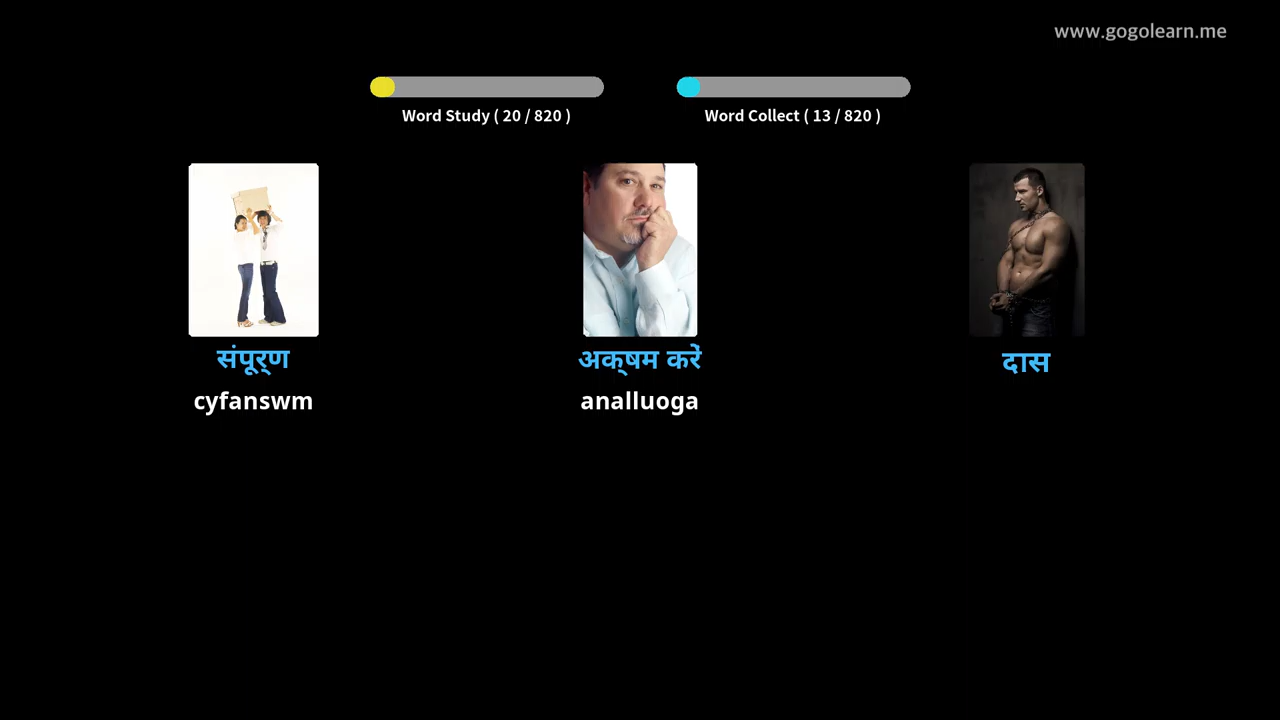 www.gogolearn.me
Word Study ( 20 / 820 )
Word Collect ( 13 / 820 )
संपूर्ण
अक्षम करें
दास
cyfanswm
analluoga